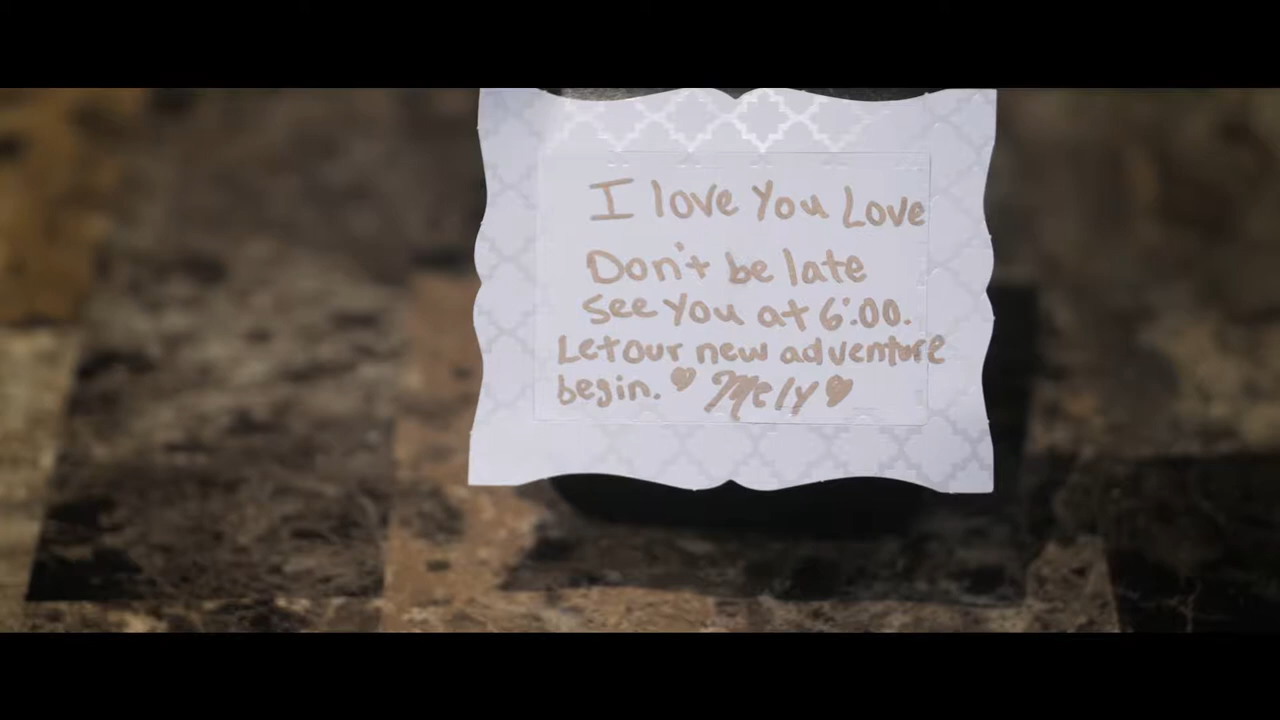 I love You Love
Don't be late
See You at 6:00.
Let our new adventure
begin. ♥ Mely ♥